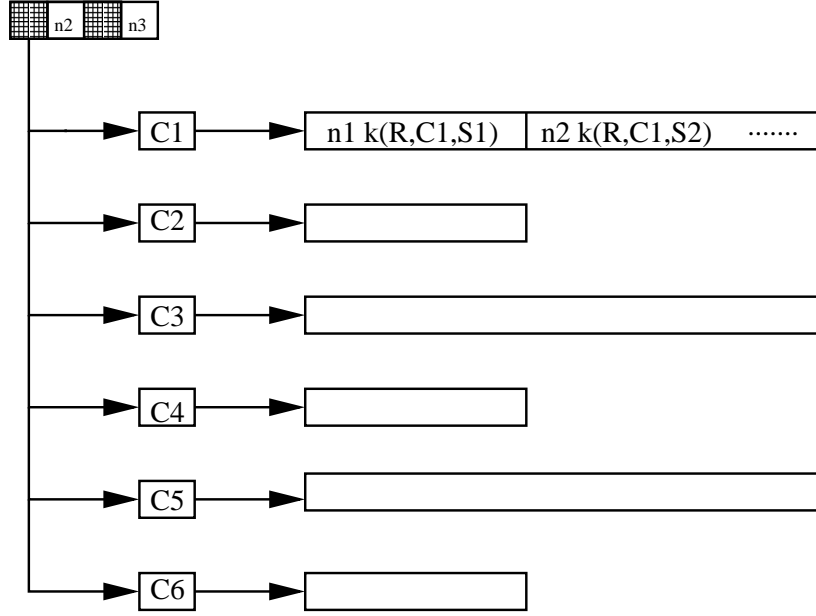 n2 n3
C1 n1 k(R,C1,S1) n2 k(R,C1,S2) .......
C2
C3
C4
C5
C6